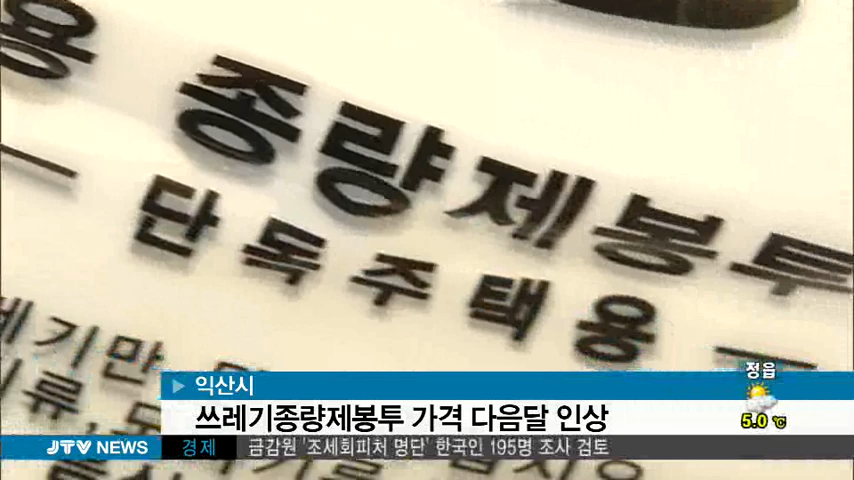 용 종량제봉투
단독주택용
익산시
정읍
쓰레기종량제봉투 가격 다음달 인상
5.0 ℃
JTV NEWS
경제
금감원 '조세회피처 명단' 한국인 195명 조사 검토